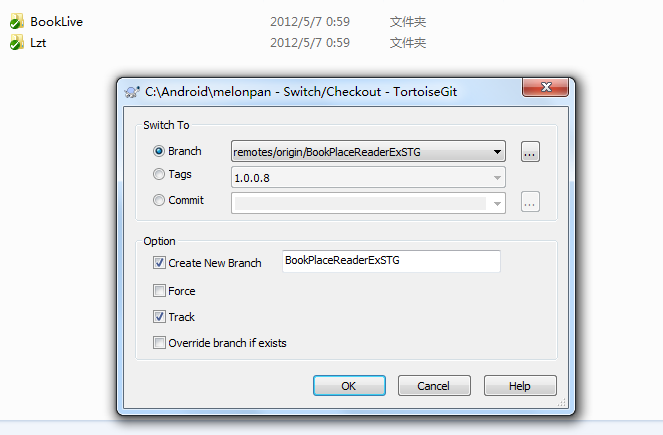 BookLive 2012/5/7 0:59 文件夹
Lzt 2012/5/7 0:59 文件夹
C:\Android\melonpan - Switch/Checkout - TortoiseGit
Switch To
Branch remotes/origin/BookPlaceReaderExSTG ...
Tags 1.0.0.8
Commit ...
Option
Create New Branch BookPlaceReaderExSTG
Force
Track
Override branch if exists
OK Cancel Help